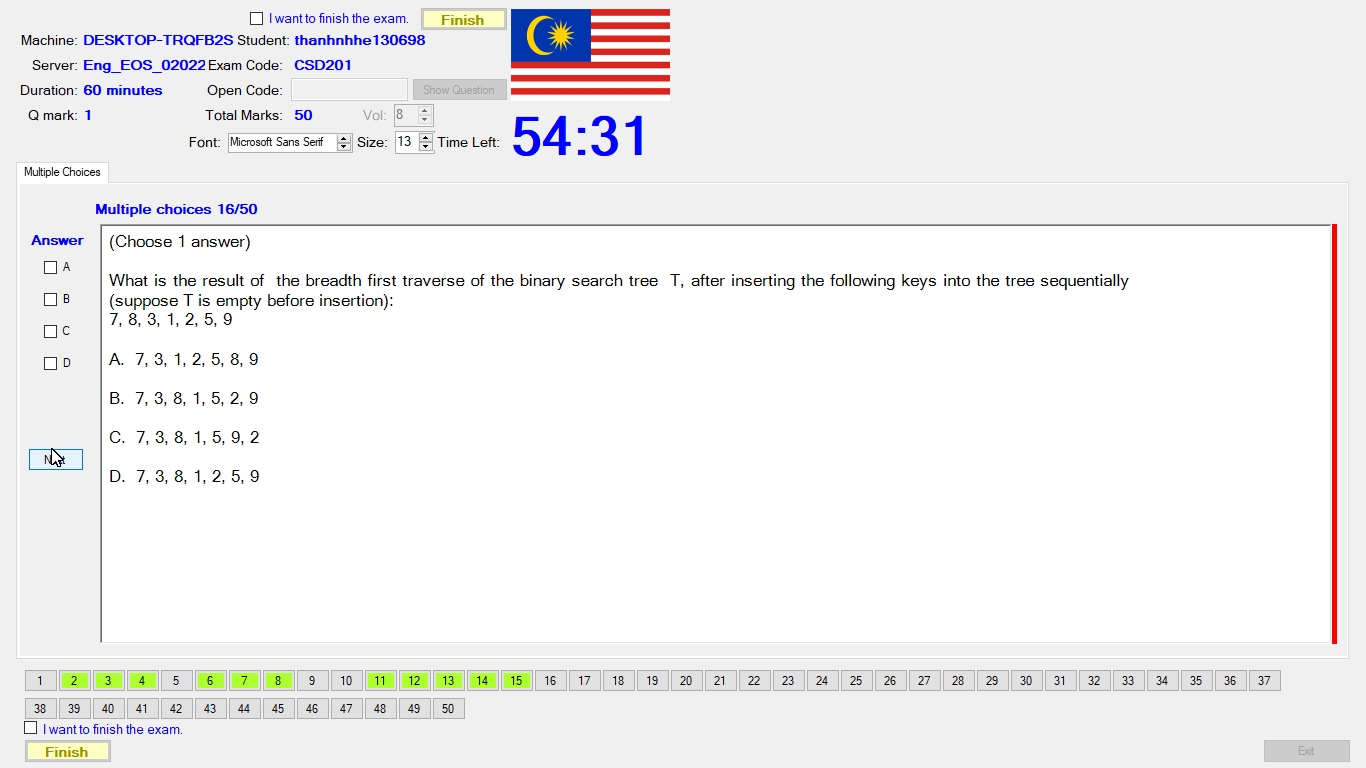 I want to finish the exam. Finish
Machine: DESKTOP-TRQFB2S Student: thanhnhhe130698
Server: Eng_EOS_02022 Exam Code: CSD201
Duration: 60 minutes Open Code: Show Question
Q mark: 1 Total Marks: 50 Vol: 8
Font: Microsoft Sans Serif Size: 13 Time Left: 54:31
Multiple Choices
Multiple choices 16/50
Answer
A
B
C
D
(Choose 1 answer)
What is the result of the breadth first traverse of the binary search tree T, after inserting the following keys into the tree sequentially
(suppose T is empty before insertion):
7, 8, 3, 1, 2, 5, 9
A. 7, 3, 1, 2, 5, 8, 9
B. 7, 3, 8, 1, 5, 2, 9
C. 7, 3, 8, 1, 5, 9, 2
D. 7, 3, 8, 1, 2, 5, 9
1 2 3 4 5 6 7 8 9 10 11 12 13 14 15 16 17 18 19 20 21 22 23 24 25 26 27 28 29 30 31 32 33 34 35 36 37
38 39 40 41 42 43 44 45 46 47 48 49 50
I want to finish the exam.
Finish Exit